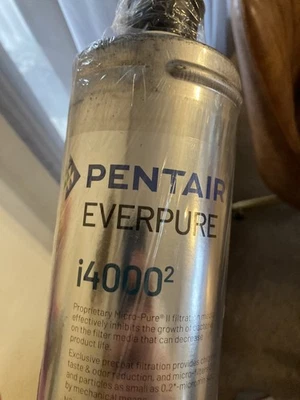 PENTAIR
EVERPURE
i4000²
Proprietary Micro-Pure® II filtration
effectively inhibits the growth of
on the filter media that can decrease
product life.
Exclusive precoat filtration provides
taste & odor reduction, and
and particles as small as 0.2*-micron
by mechanical